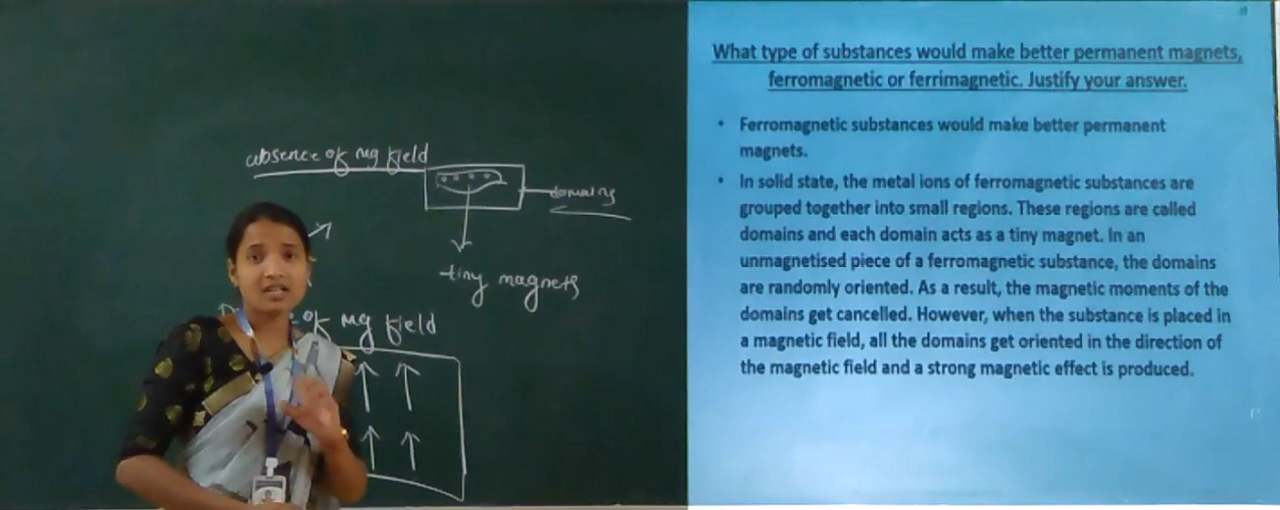 absence of mg field
domains
tiny magnets
of mg field
What type of substances would make better permanent magnets,
ferromagnetic or ferrimagnetic. Justify your answer.
• Ferromagnetic substances would make better permanent
magnets.
• In solid state, the metal ions of ferromagnetic substances are
grouped together into small regions. These regions are called
domains and each domain acts as a tiny magnet. In an
unmagnetised piece of a ferromagnetic substance, the domains
are randomly oriented. As a result, the magnetic moments of the
domains get cancelled. However, when the substance is placed in
a magnetic field, all the domains get oriented in the direction of
the magnetic field and a strong magnetic effect is produced.